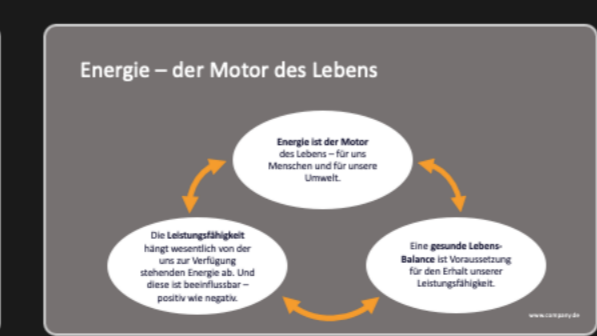 Energie – der Motor des Lebens
Energie ist der Motor
des Lebens – für uns
Menschen und für unsere
Umwelt.
Die Leistungsfähigkeit
hängt wesentlich von der
uns zur Verfügung
stehenden Energie ab. Und
diese ist beeinflussbar –
positiv wie negativ.
Eine gesunde Lebens-
Balance ist Voraussetzung
für den Erhalt unserer
Leistungsfähigkeit.
www.company.de